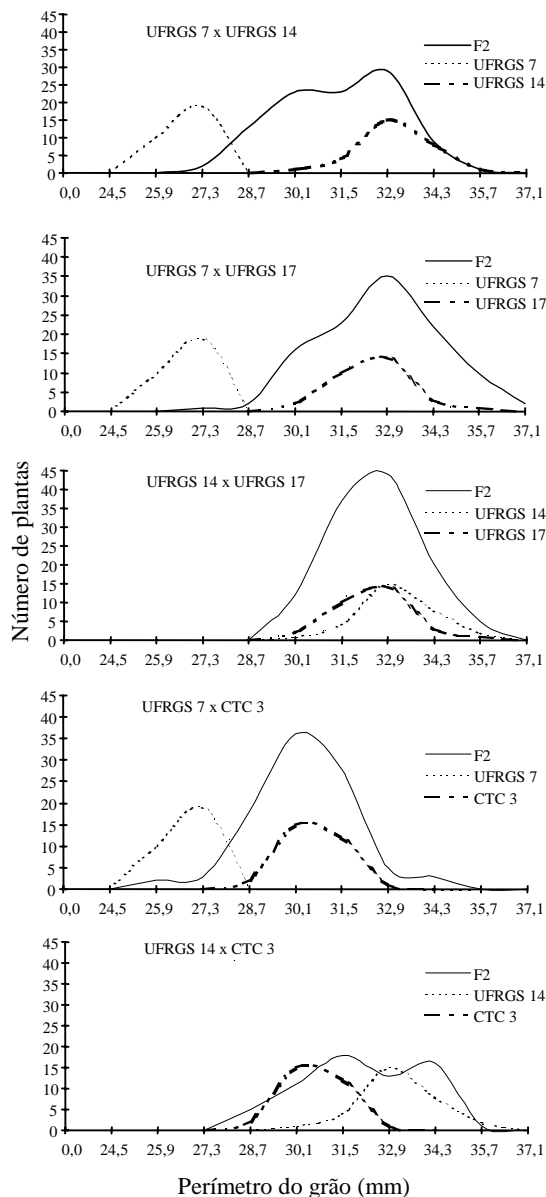 UFRGS 7 x UFRGS 14
45
40
35
30
25
20
15
10
5
0
F2
UFRGS 7
UFRGS 14
0,0 24,5 25,9 27,3 28,7 30,1 31,5 32,9 34,3 35,7 37,1
UFRGS 7 x UFRGS 17
45
40
35
30
25
20
15
10
5
0
F2
UFRGS 7
UFRGS 17
0,0 24,5 25,9 27,3 28,7 30,1 31,5 32,9 34,3 35,7 37,1
Número de plantas
UFRGS 14 x UFRGS 17
45
40
35
30
25
20
15
10
5
0
F2
UFRGS 14
UFRGS 17
0,0 24,5 25,9 27,3 28,7 30,1 31,5 32,9 34,3 35,7 37,1
UFRGS 7 x CTC 3
45
40
35
30
25
20
15
10
5
0
F2
UFRGS 7
CTC 3
0,0 24,5 25,9 27,3 28,7 30,1 31,5 32,9 34,3 35,7 37,1
UFRGS 14 x CTC 3
45
40
35
30
25
20
15
10
5
0
F2
UFRGS 14
CTC 3
0,0 24,5 25,9 27,3 28,7 30,1 31,5 32,9 34,3 35,7 37,1
Perímetro do grão (mm)